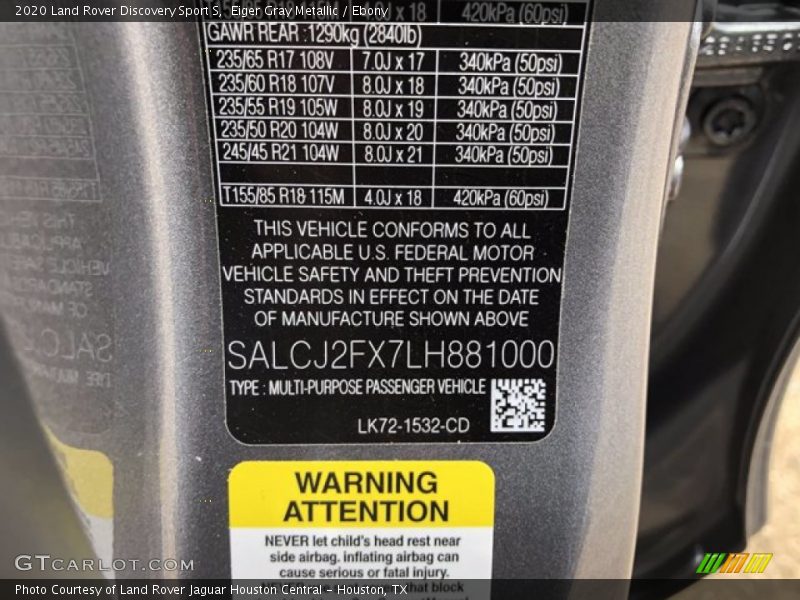 2020 Land Rover Discovery Sport S, Eiger Gray Metallic / Ebony
x 18 420kPa (60psi)
GAWR REAR :1290kg (2840lb)
235/65 R17 108V 7.0J x 17 340kPa (50psi)
235/60 R18 107V 8.0J x 18 340kPa (50psi)
235/55 R19 105W 8.0J x 19 340kPa (50psi)
235/50 R20 104W 8.0J x 20 340kPa (50psi)
245/45 R21 104W 8.0J x 21 340kPa (50psi)
T155/85 R18 115M 4.0J x 18 420kPa (60psi)
THIS VEHICLE CONFORMS TO ALL
APPLICABLE U.S. FEDERAL MOTOR
VEHICLE SAFETY AND THEFT PREVENTION
STANDARDS IN EFFECT ON THE DATE
OF MANUFACTURE SHOWN ABOVE
SALCJ2FX7LH881000
TYPE : MULTI-PURPOSE PASSENGER VEHICLE
LK72-1532-CD
WARNING
ATTENTION
NEVER let child's head rest near
side airbag. inflating airbag can
cause serious or fatal injury.
that block
GTCARLOT.COM
Photo Courtesy of Land Rover Jaguar Houston Central - Houston, TX